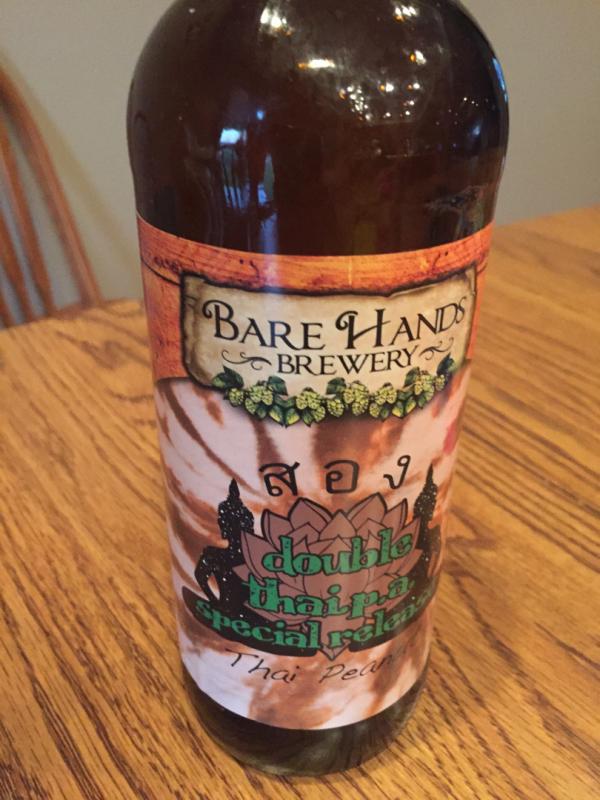 BARE HANDS
BREWERY
สอง
double
thai.p.a
special release
Thai Peanut